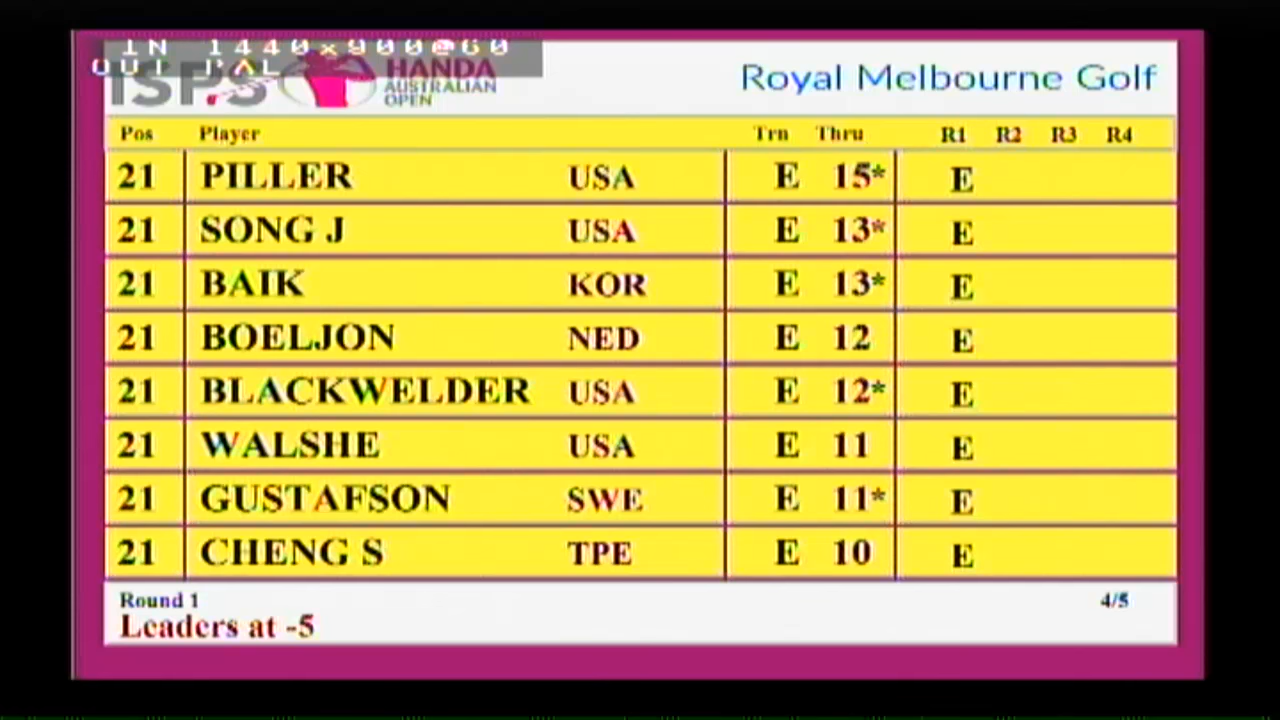 IN 1440x900@60
OUT PAL
ISPS HANDA
AUSTRALIAN
OPEN
Royal Melbourne Golf
Pos Player Trn Thru R1 R2 R3 R4
21 PILLER USA E 15* E
21 SONG J USA E 13* E
21 BAIK KOR E 13* E
21 BOELJON NED E 12 E
21 BLACKWELDER USA E 12* E
21 WALSHE USA E 11 E
21 GUSTAFSON SWE E 11* E
21 CHENG S TPE E 10 E
Round 1 4/5
Leaders at -5